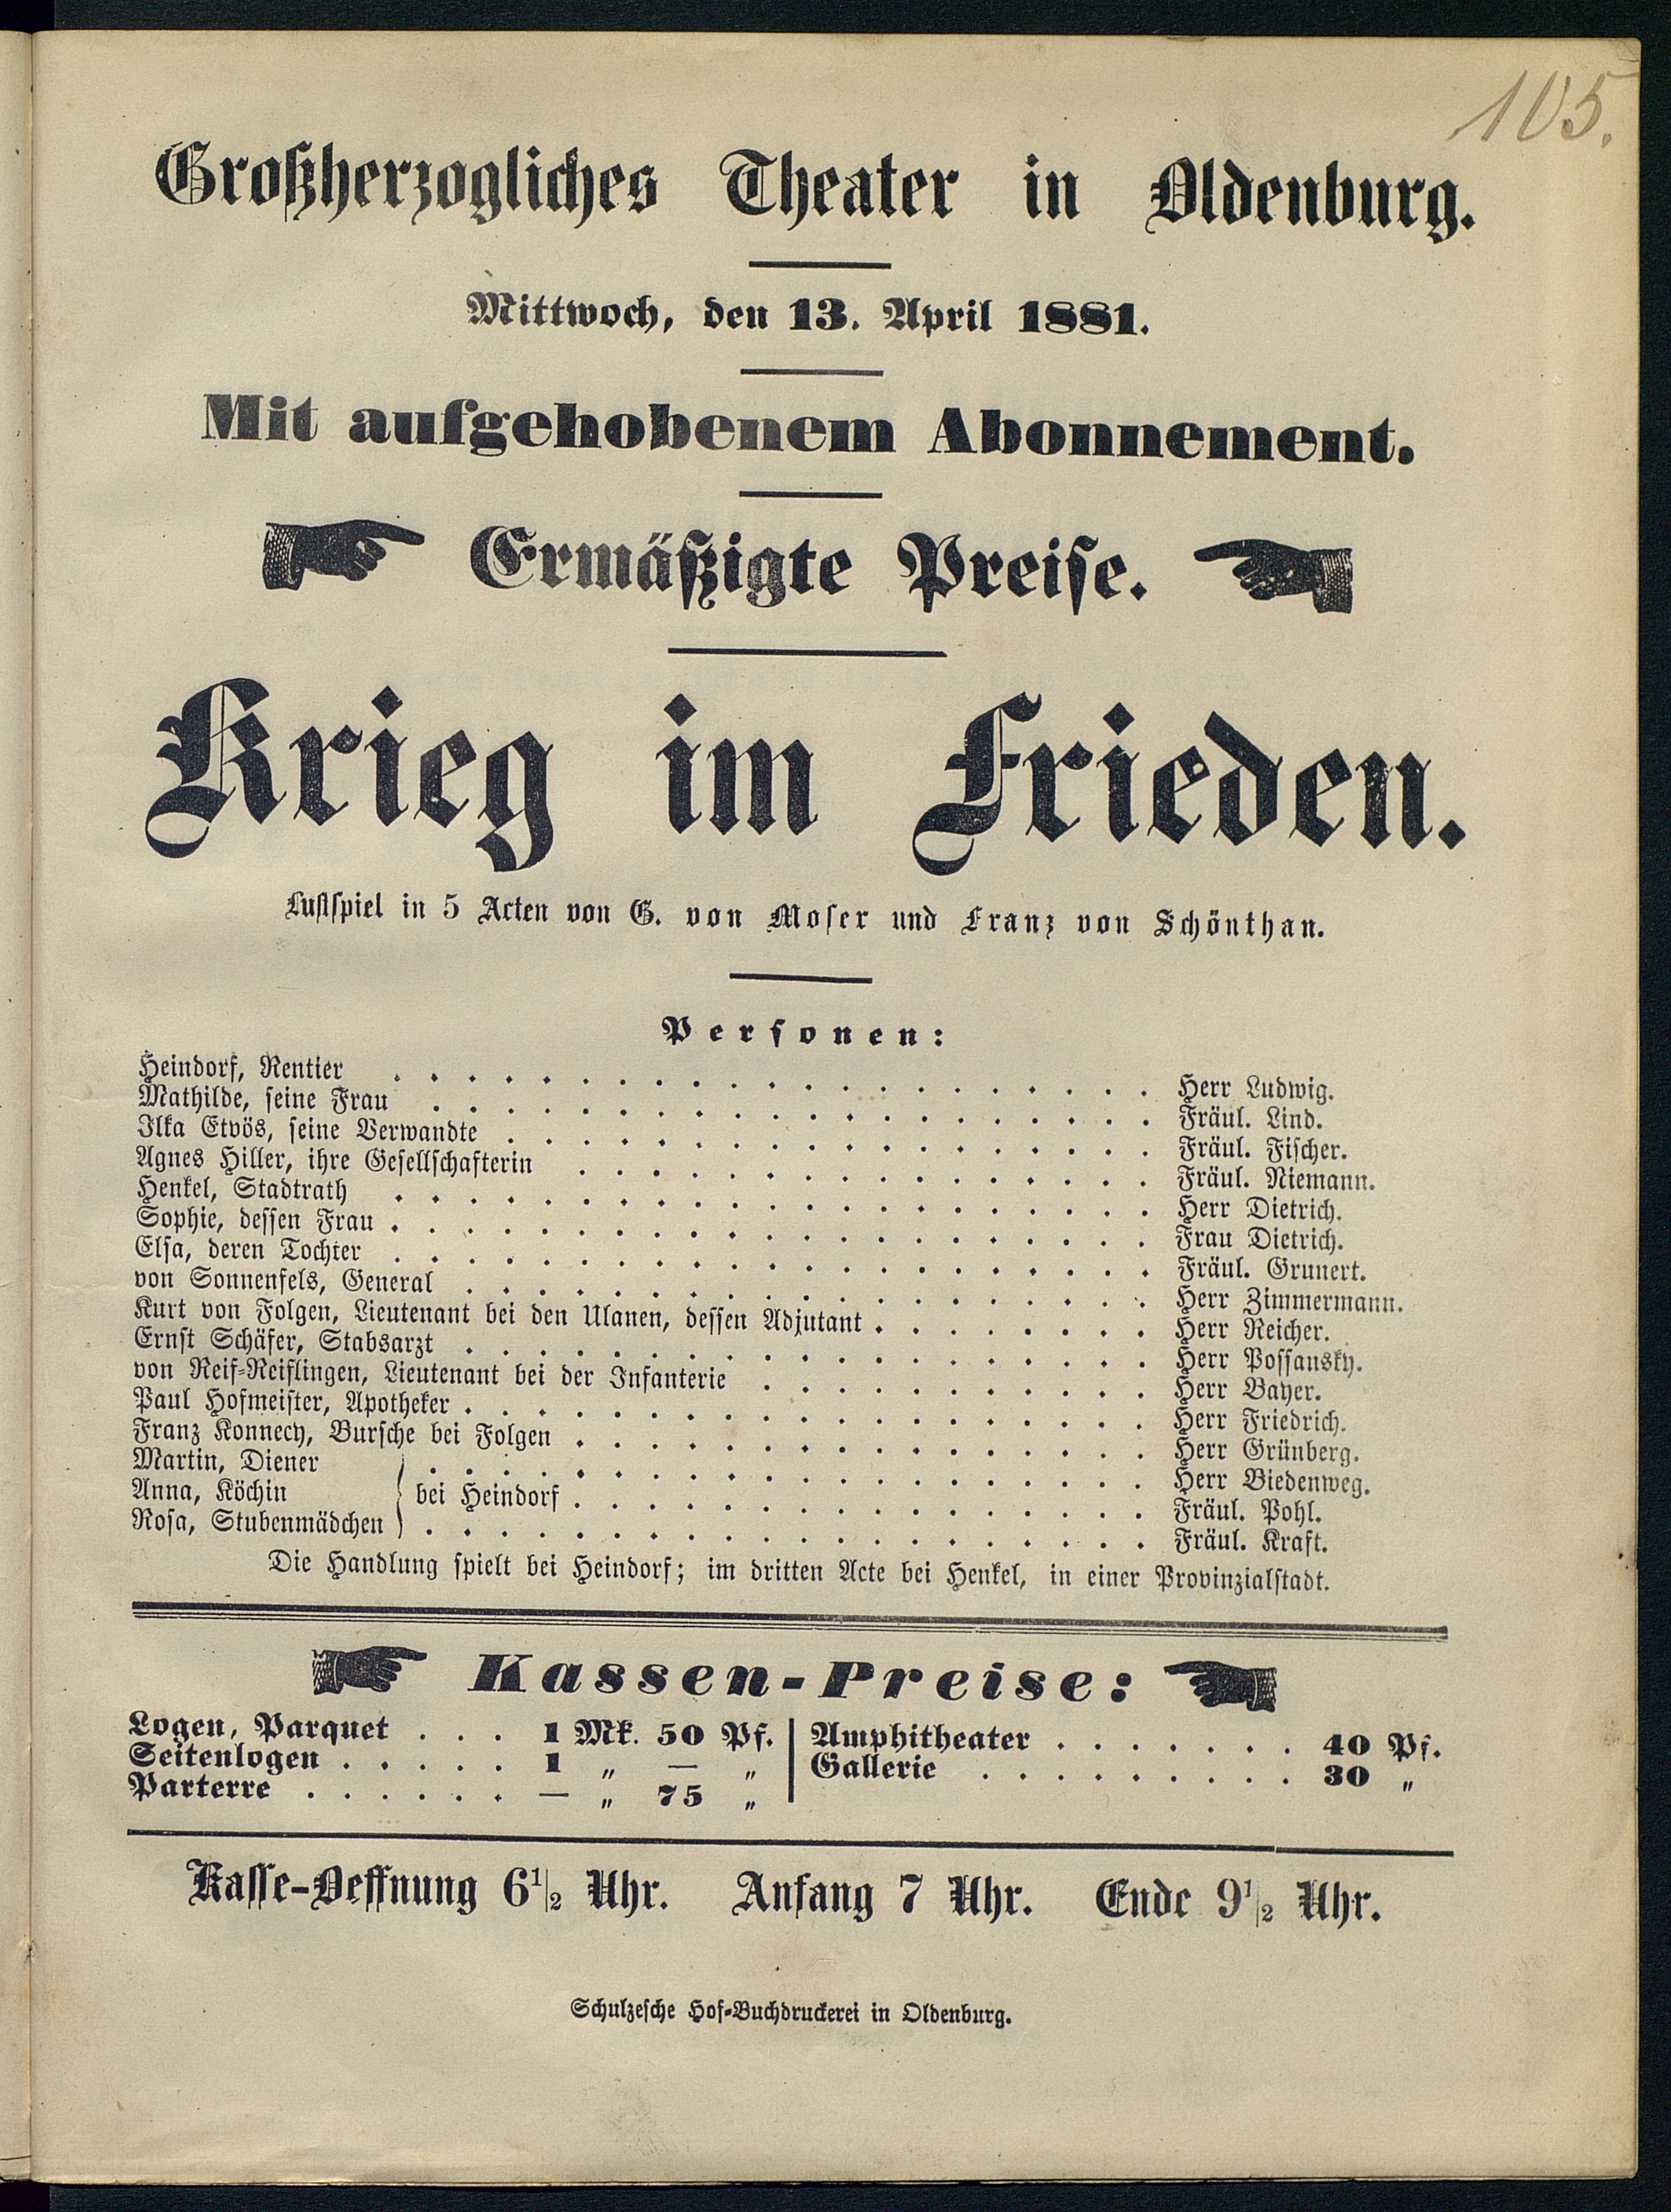 105.
Großherzogliches Theater in Oldenburg.
Mittwoch, den 13. April 1881.
Mit aufgehobenem Abonnement.
Ermäßigte Preise.
Krieg im Frieden.
Lustspiel in 5 Acten von G. von Moser und Franz von Schönthan.
Personen:
Heindorf, Rentier . . . . . Herr Ludwig.
Mathilde, seine Frau . . . . . Fräul. Lind.
Ilka Etvös, seine Verwandte . . . . . Fräul. Fischer.
Agnes Hiller, ihre Gesellschafterin . . . . . Fräul. Niemann.
Henkel, Stadtrath . . . . . Herr Dietrich.
Sophie, dessen Frau . . . . . Frau Dietrich.
Elsa, deren Tochter . . . . . Fräul. Grunert.
von Sonnenfels, General . . . . . Herr Zimmermann.
Kurt von Folgen, Lieutenant bei den Ulanen, dessen Adjutant . . . . . Herr Reicher.
Ernst Schäfer, Stabsarzt . . . . . Herr Possansky.
von Reif-Reiflingen, Lieutenant bei der Infanterie . . . . . Herr Bayer.
Paul Hofmeister, Apotheker . . . . . Herr Friedrich.
Franz Konnecy, Bursche bei Folgen . . . . . Herr Grünberg.
Martin, Diener . . . . . Herr Biedenweg.
Anna, Köchin } bei Heindorf . . . . . Fräul. Pohl.
Rosa, Stubenmädchen . . . . . Fräul. Kraft.
Die Handlung spielt bei Heindorf; im dritten Acte bei Henkel, in einer Provinzialstadt.
Kassen-Preise:
Logen, Parquet . . . 1 Mk. 50 Pf.
Seitenlogen . . . . . 1 „ — „
Parterre . . . . . . — „ 75 „
Amphitheater . . . . . . . 40 Pf.
Gallerie . . . . . . . . . 30 „
Kasse-Oeffnung 6 1/2 Uhr. Anfang 7 Uhr. Ende 9 1/2 Uhr.
Schulzesche Hof-Buchdruckerei in Oldenburg.